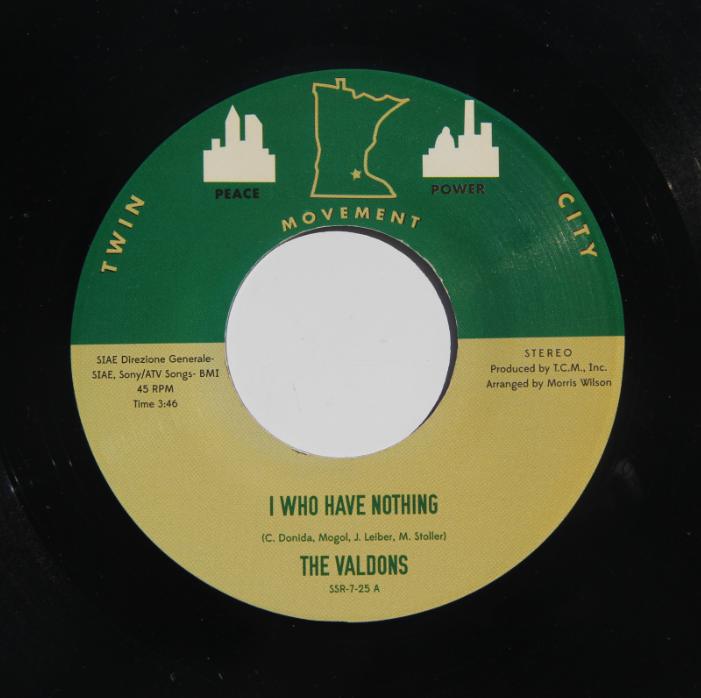 TWIN
PEACE
MOVEMENT
POWER
CITY
SIAE Direzione Generale-
SIAE, Sony/ATV Songs- BMI
45 RPM
Time 3:46
STEREO
Produced by T.C.M., Inc.
Arranged by Morris Wilson
I WHO HAVE NOTHING
(C. Donida, Mogol, J. Leiber, M. Stoller)
THE VALDONS
SSR-7-25 A